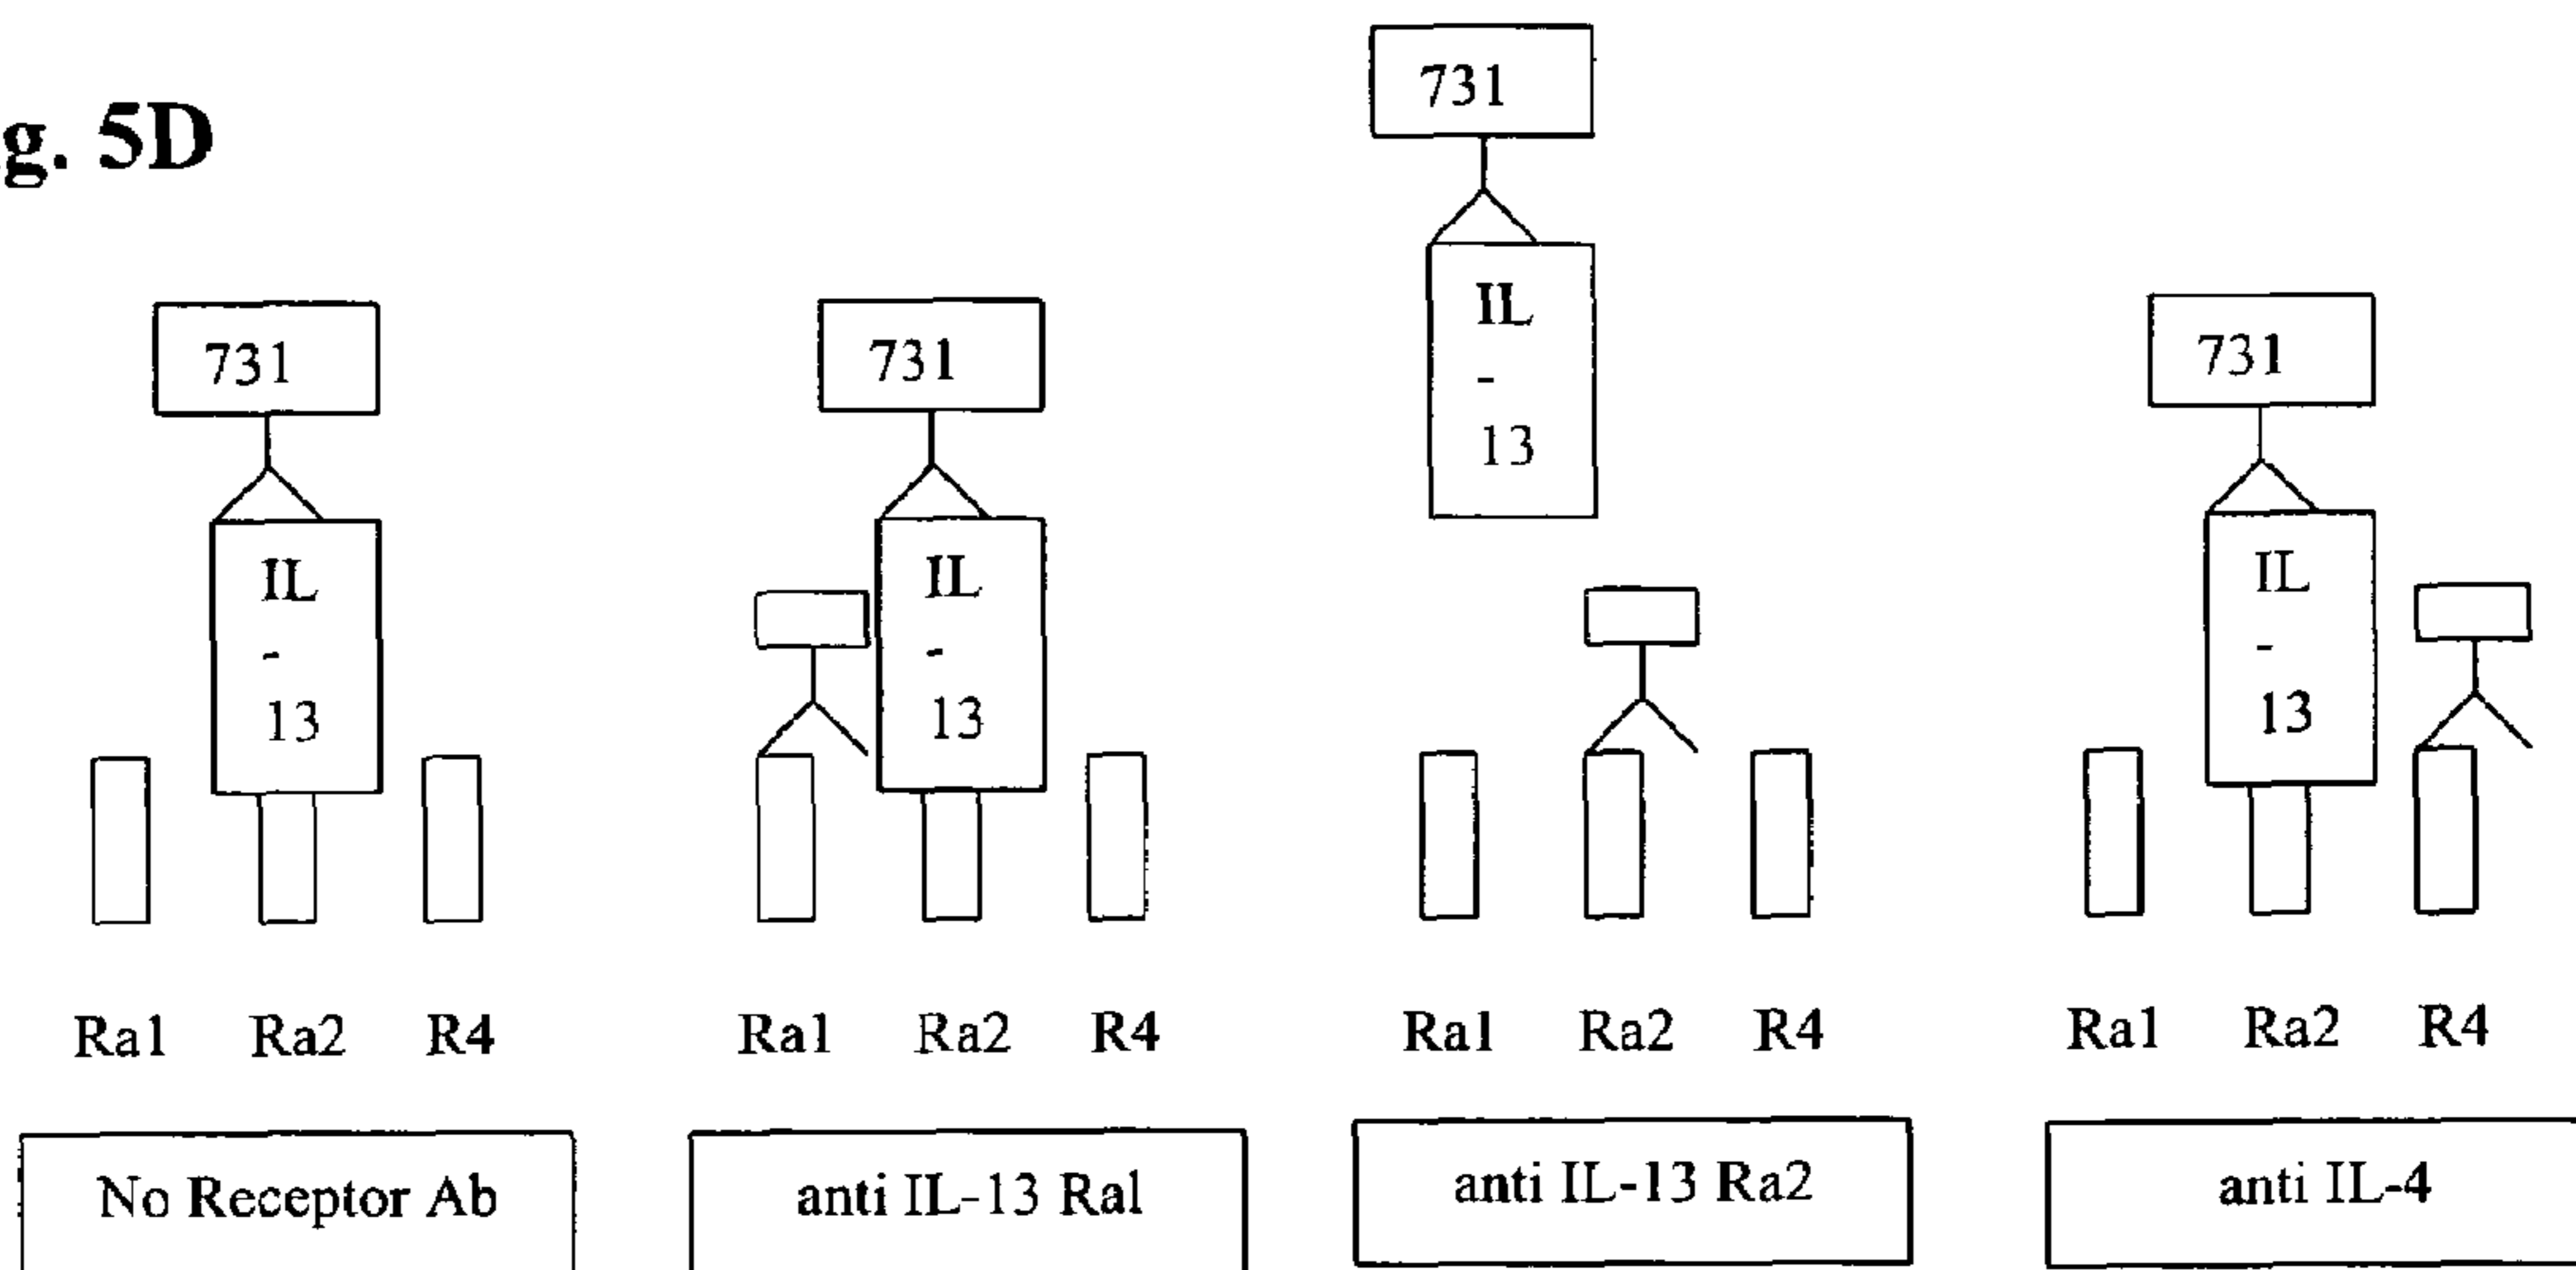 g. 5D
731
731
731
731
IL
-
13
IL
-
13
IL
-
13
IL
-
13
Ra1 Ra2 R4
Ra1 Ra2 R4
Ra1 Ra2 R4
Ra1 Ra2 R4
No Receptor Ab
anti IL-13 Ra1
anti IL-13 Ra2
anti IL-4